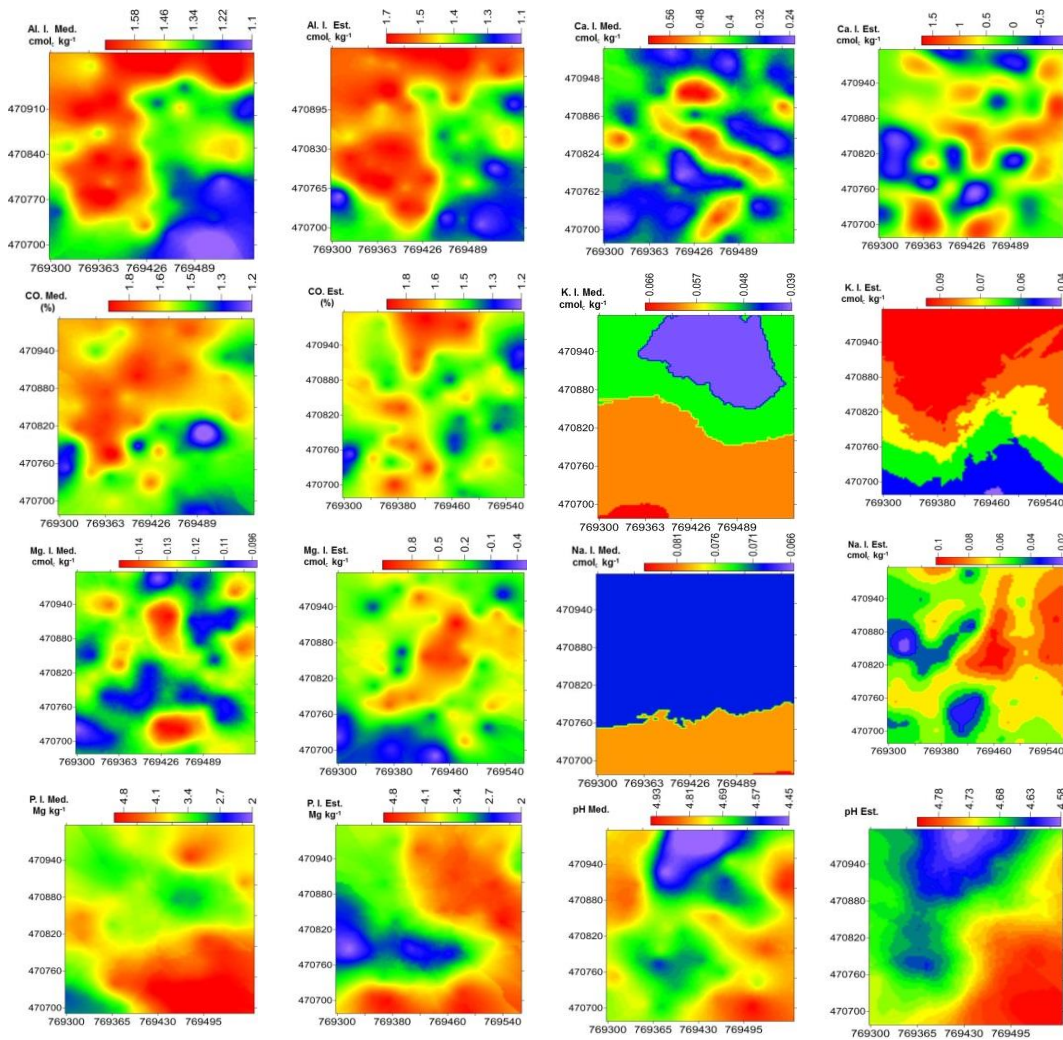 Al. I. Med.
cmolc kg-1
1.58 1.46 1.34 1.22 1.1
470910
470840
470770
470700
769300 769363 769426 769489
Al. I. Est.
cmolc kg-1
1.7 1.5 1.4 1.3 1.1
470895
470830
470765
470700
769300 769363 769426 769489
Ca. I. Med.
cmolc kg-1
0.56 0.48 0.4 0.32 0.24
470948
470886
470824
470762
470700
769300 769363 769426 769489
Ca. I. Est.
cmolc kg-1
1.5 1 0.5 0 -0.5
470940
470880
470820
470760
470700
769300 769363 769426 769489
CO. Med.
(%)
1.8 1.6 1.5 1.3 1.2
470940
470880
470820
470760
470700
769300 769363 769426 769489
CO. Est.
(%)
1.8 1.6 1.5 1.3 1.2
470940
470880
470820
470760
470700
769300 769380 769460 769540
K. I. Med.
cmolc kg-1
0.066 0.057 0.048 0.039
470940
470880
470820
470760
470700
769300 769363 769426 769489
K. I. Est.
cmolc kg-1
0.09 0.07 0.06 0.04
470940
470880
470820
470760
470700
769300 769380 769460 769540
Mg. I. Med.
cmolc kg-1
0.14 0.13 0.12 0.11 0.096
470940
470880
470820
470760
470700
769300 769363 769426 769489
Mg. I. Est.
cmolc kg-1
0.8 0.5 0.2 -0.1 -0.4
470940
470880
470820
470760
470700
769300 769380 769460 769540
Na. I. Med.
cmolc kg-1
0.081 0.076 0.071 0.066
470940
470880
470820
470760
470700
769300 769363 769426 769489
Na. I. Est.
cmolc kg-1
0.1 0.08 0.06 0.04 0.02
470940
470880
470820
470760
470700
769300 769380 769460 769540
P. I. Med.
Mg kg-1
4.8 4.1 3.4 2.7 2
470940
470880
470820
470760
470700
769300 769365 769430 769495
P. I. Est.
Mg kg-1
4.8 4.1 3.4 2.7 2
470940
470880
470820
470760
470700
769300 769380 769460 769540
pH Med.
4.93 4.81 4.69 4.57 4.45
470940
470880
470820
470760
470700
769300 769365 769430 769495
pH Est.
4.78 4.73 4.68 4.63 4.58
470940
470880
470820
470760
470700
769300 769365 769430 769495